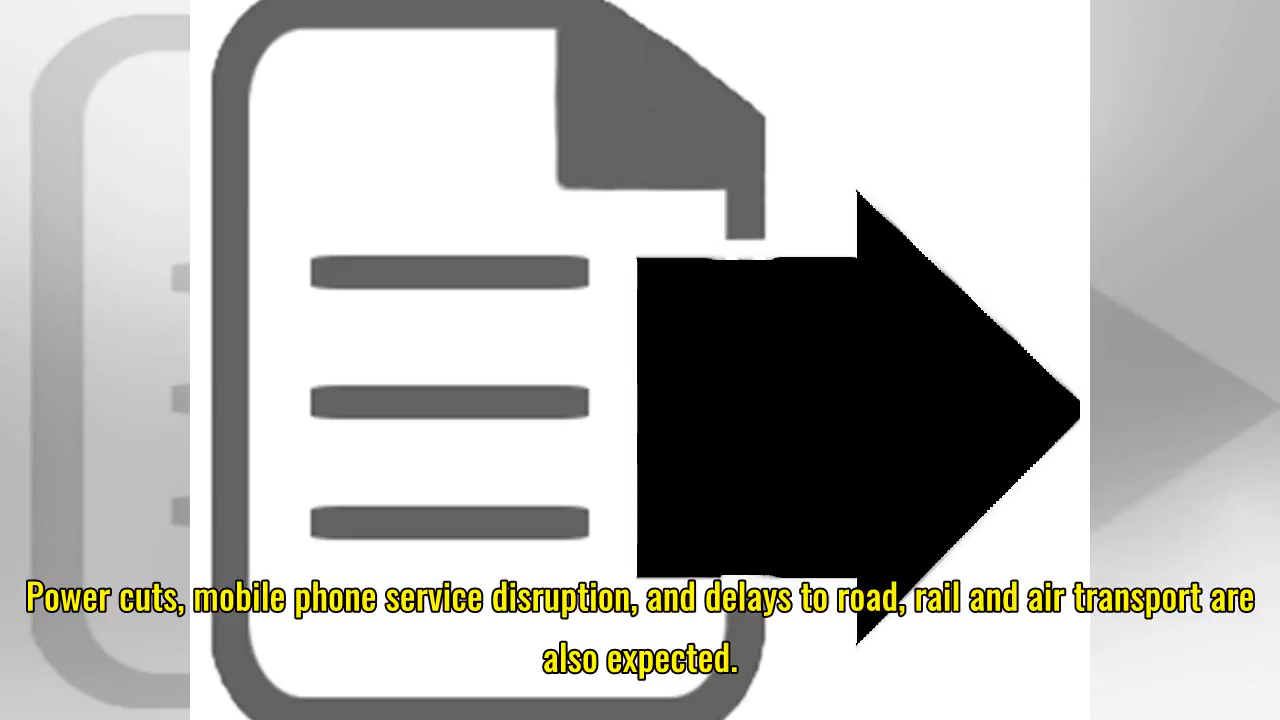 Power cuts, mobile phone service disruption, and delays to road, rail and air transport are
also expected.